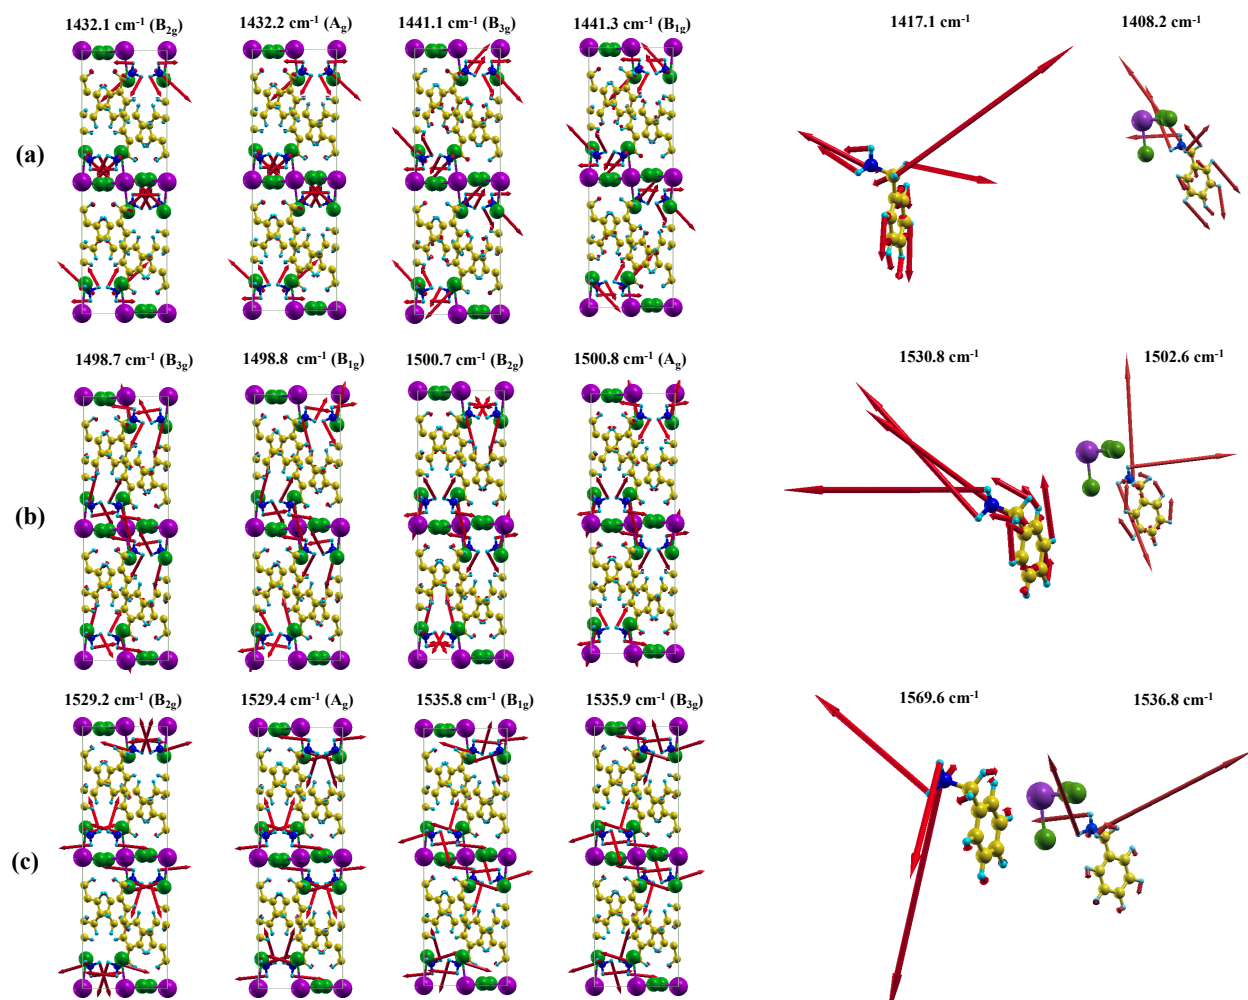 1432.1 cm⁻¹ (B₂g) 1432.2 cm⁻¹ (Ag) 1441.1 cm⁻¹ (B₃g) 1441.3 cm⁻¹ (B₁g) 1417.1 cm⁻¹ 1408.2 cm⁻¹
(a)
1498.7 cm⁻¹ (B₃g) 1498.8 cm⁻¹ (B₁g) 1500.7 cm⁻¹ (B₂g) 1500.8 cm⁻¹ (Ag) 1530.8 cm⁻¹ 1502.6 cm⁻¹
(b)
1529.2 cm⁻¹ (B₂g) 1529.4 cm⁻¹ (Ag) 1535.8 cm⁻¹ (B₁g) 1535.9 cm⁻¹ (B₃g) 1569.6 cm⁻¹ 1536.8 cm⁻¹
(c)